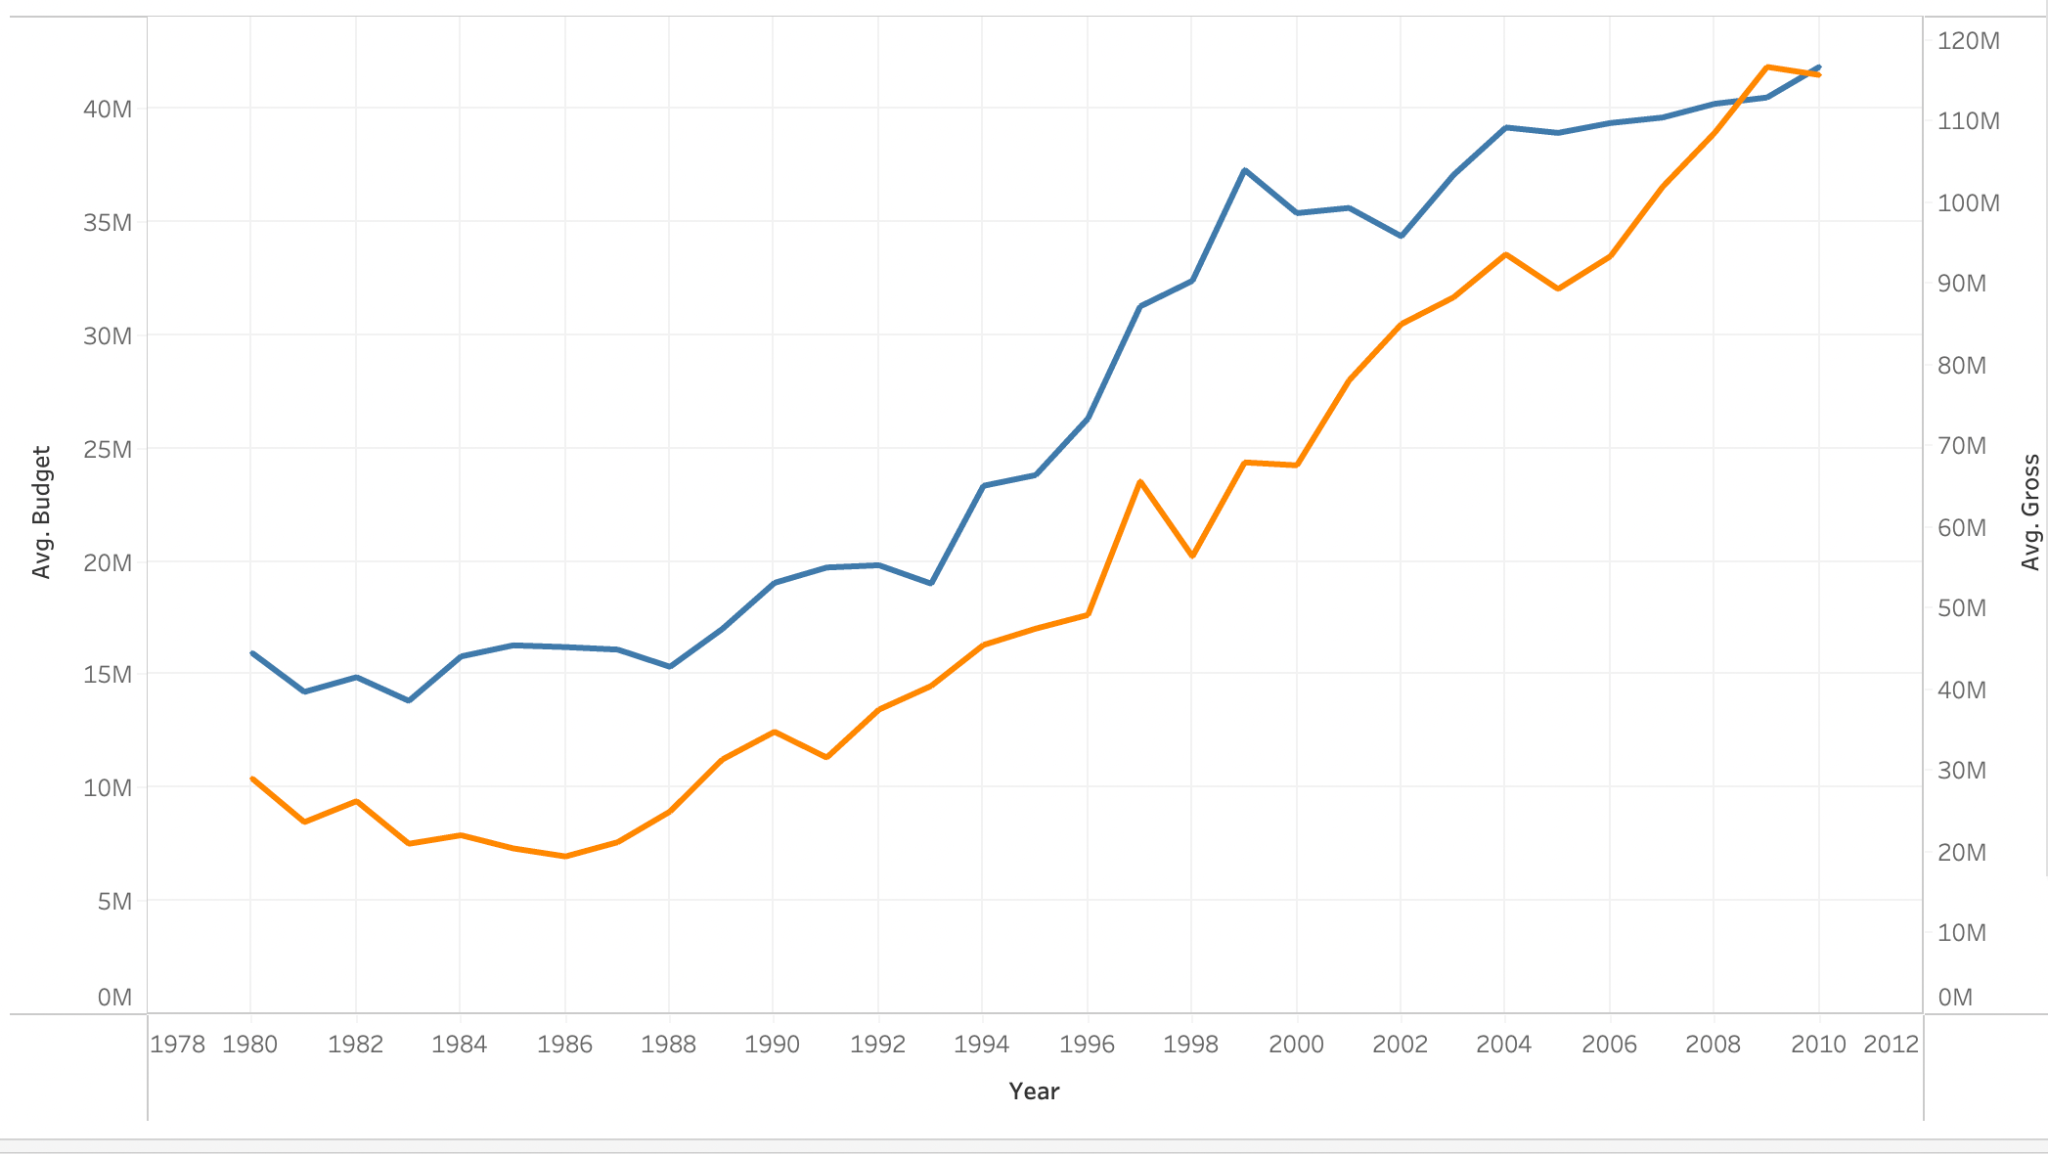 Avg. Budget
40M
35M
30M
25M
20M
15M
10M
5M
0M
120M
110M
100M
90M
80M
70M
60M
50M
40M
30M
20M
10M
0M
Avg. Gross
1978 1980 1982 1984 1986 1988 1990 1992 1994 1996 1998 2000 2002 2004 2006 2008 2010 2012
Year